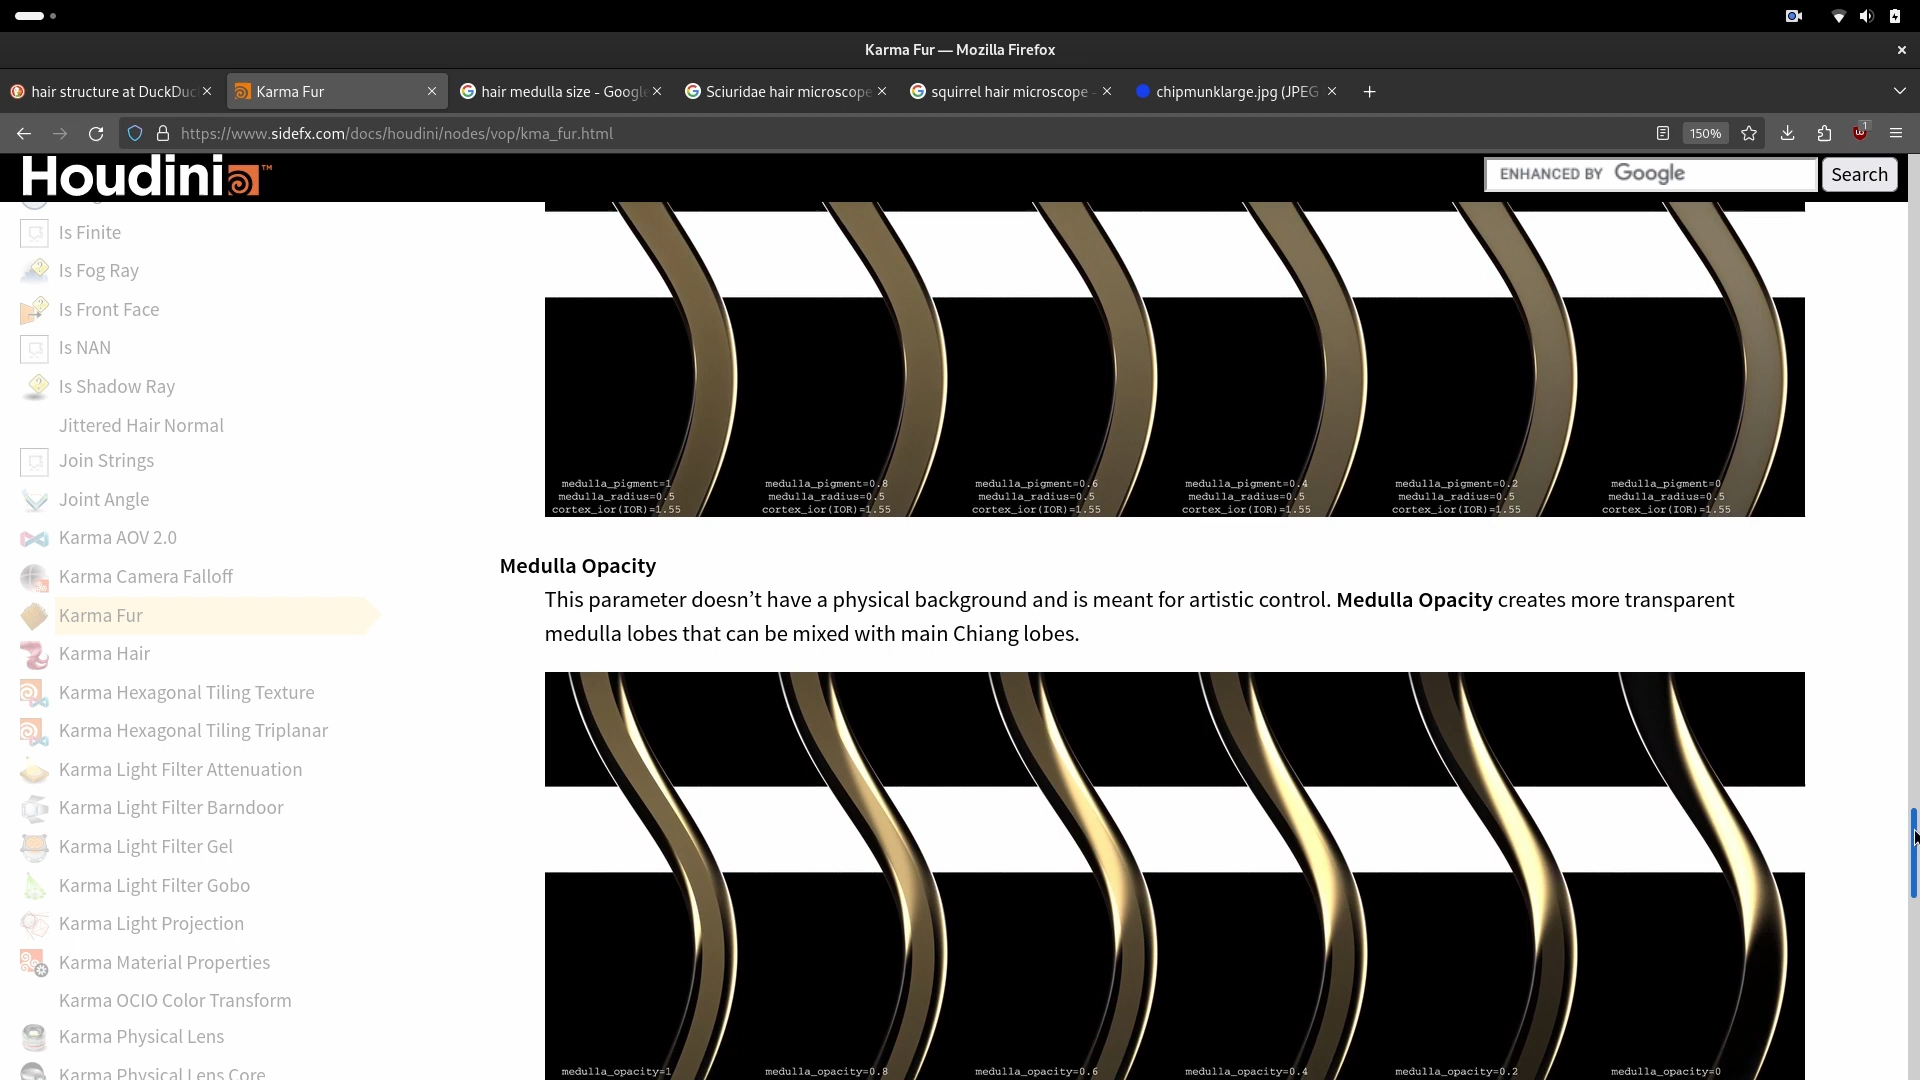 Karma Fur — Mozilla Firefox
hair structure at DuckDuc
Karma Fur
hair medulla size - Google
Sciuridae hair microscope
squirrel hair microscope -
chipmunklarge.jpg (JPEG
https://www.sidefx.com/docs/houdini/nodes/vop/kma_fur.html
150%
1
Houdini™
ENHANCED BY Google
Search
Is Finite
Is Fog Ray
Is Front Face
Is NAN
Is Shadow Ray
Jittered Hair Normal
Join Strings
Joint Angle
Karma AOV 2.0
Karma Camera Falloff
Karma Fur
Karma Hair
Karma Hexagonal Tiling Texture
Karma Hexagonal Tiling Triplanar
Karma Light Filter Attenuation
Karma Light Filter Barndoor
Karma Light Filter Gel
Karma Light Filter Gobo
Karma Light Projection
Karma Material Properties
Karma OCIO Color Transform
Karma Physical Lens
Karma Physical Lens Core
medulla_pigment=1
medulla_radius=0.5
cortex_ior(IOR)=1.55
medulla_pigment=0.8
medulla_radius=0.5
cortex_ior(IOR)=1.55
medulla_pigment=0.6
medulla_radius=0.5
cortex_ior(IOR)=1.55
medulla_pigment=0.4
medulla_radius=0.5
cortex_ior(IOR)=1.55
medulla_pigment=0.2
medulla_radius=0.5
cortex_ior(IOR)=1.55
medulla_pigment=0
medulla_radius=0.5
cortex_ior(IOR)=1.55
Medulla Opacity
This parameter doesn’t have a physical background and is meant for artistic control. Medulla Opacity creates more transparent
medulla lobes that can be mixed with main Chiang lobes.
medulla_opacity=1
medulla_opacity=0.8
medulla_opacity=0.6
medulla_opacity=0.4
medulla_opacity=0.2
medulla_opacity=0